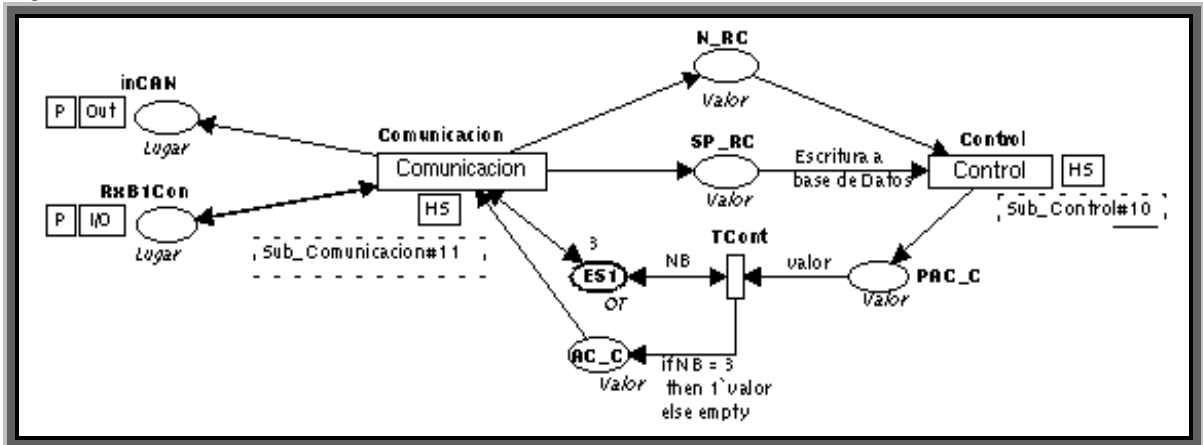 N_RC
Valor
inCAN
P Out
Lugar
Comunicacion
Comunicacion
HS
SP_RC
Valor
Escritura a
base de Datos
Control
Control
HS
Sub_Control#10
RxB1Con
P I/O
Lugar
Sub_Comunicacion#11
3
ES1
OT
NB
TCont
valor
PAC_C
Valor
AC_C
Valor
if NB = 3
then 1`valor
else empty